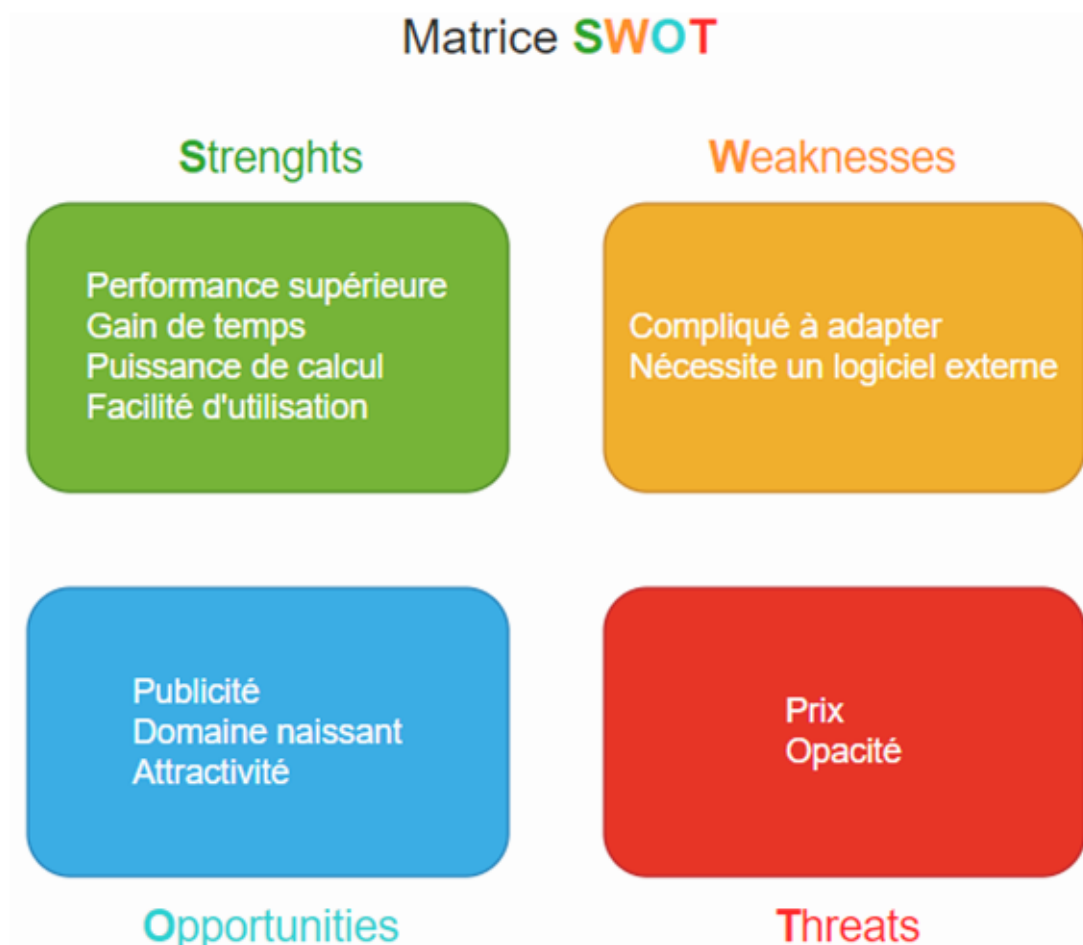 Matrice SWOT
Strenghts
Performance supérieure
Gain de temps
Puissance de calcul
Facilité d'utilisation
Weaknesses
Compliqué à adapter
Nécessite un logiciel externe
Publicité
Domaine naissant
Attractivité
Opportunities
Prix
Opacité
Threats